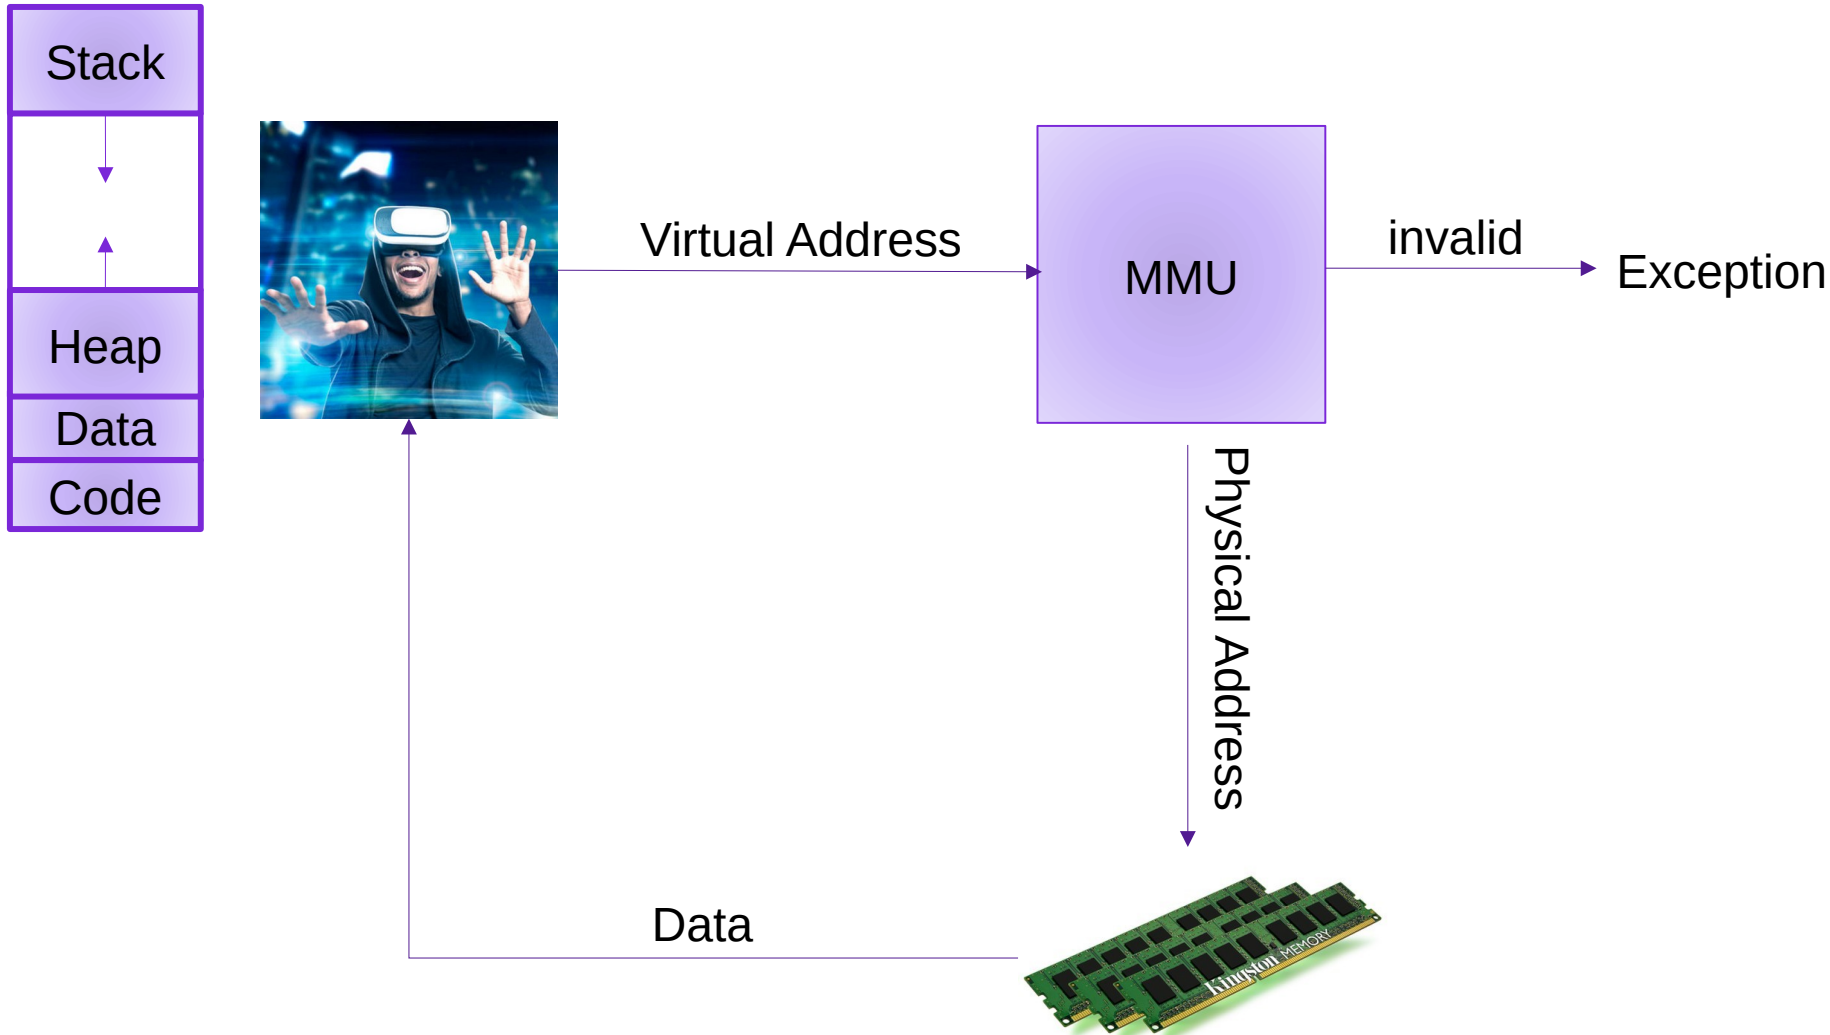 Stack
Heap
Data
Code
Virtual Address
MMU
invalid
Exception
Physical Address
Data
Kingston MEMORY